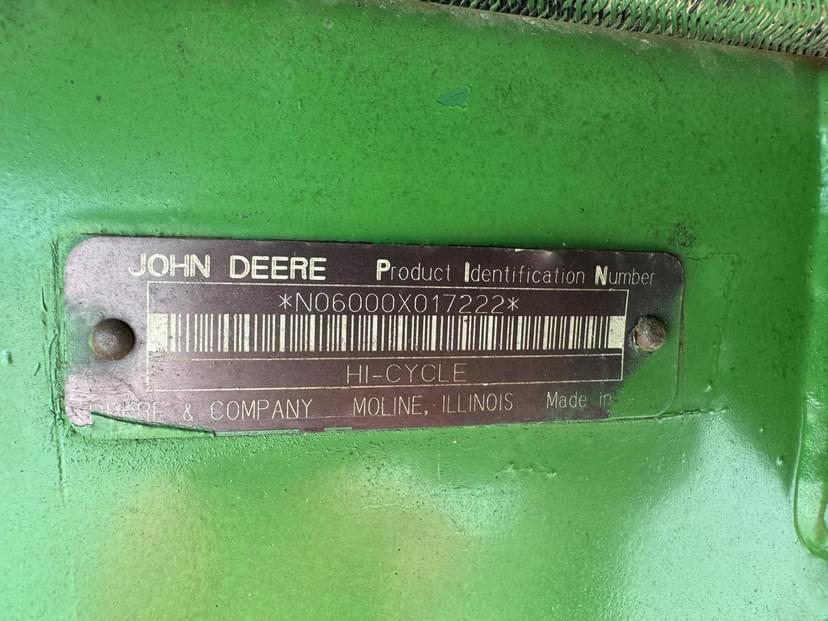 JOHN DEERE Product Identification Number
*N06000X017222*
HI-CYCLE
& COMPANY MOLINE, ILLINOIS Made in